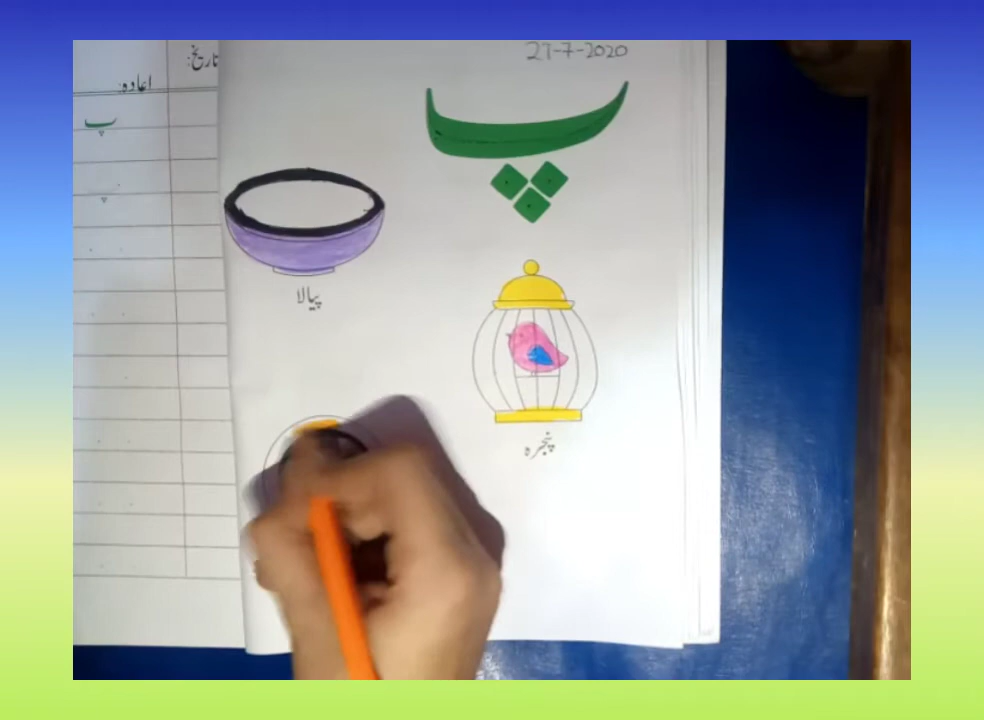 27-7-2020
تاریخ:
اعادہ:
پ
پ
پ
پیالا
پنجرہ